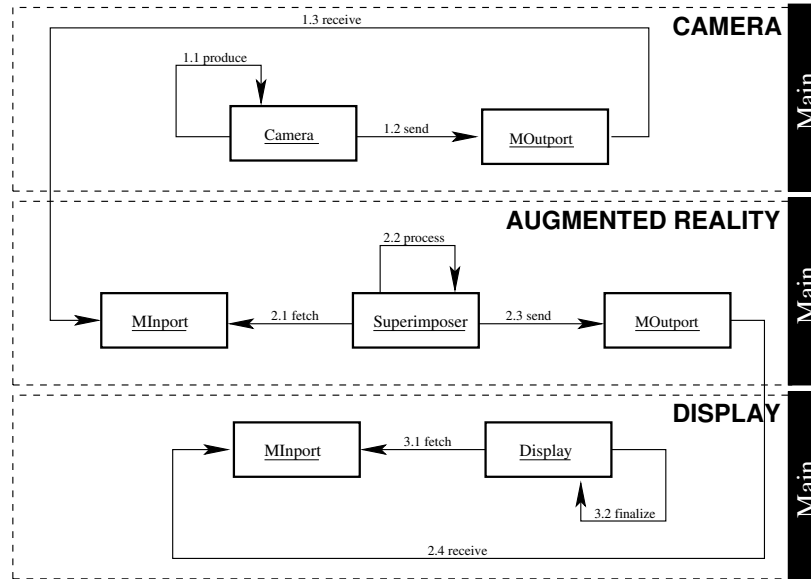 1.3 receive
CAMERA
Main
1.1 produce
Camera
1.2 send
MOutport
AUGMENTED REALITY
Main
2.2 process
MInport
2.1 fetch
Superimposer
2.3 send
MOutport
DISPLAY
Main
MInport
3.1 fetch
Display
3.2 finalize
2.4 receive